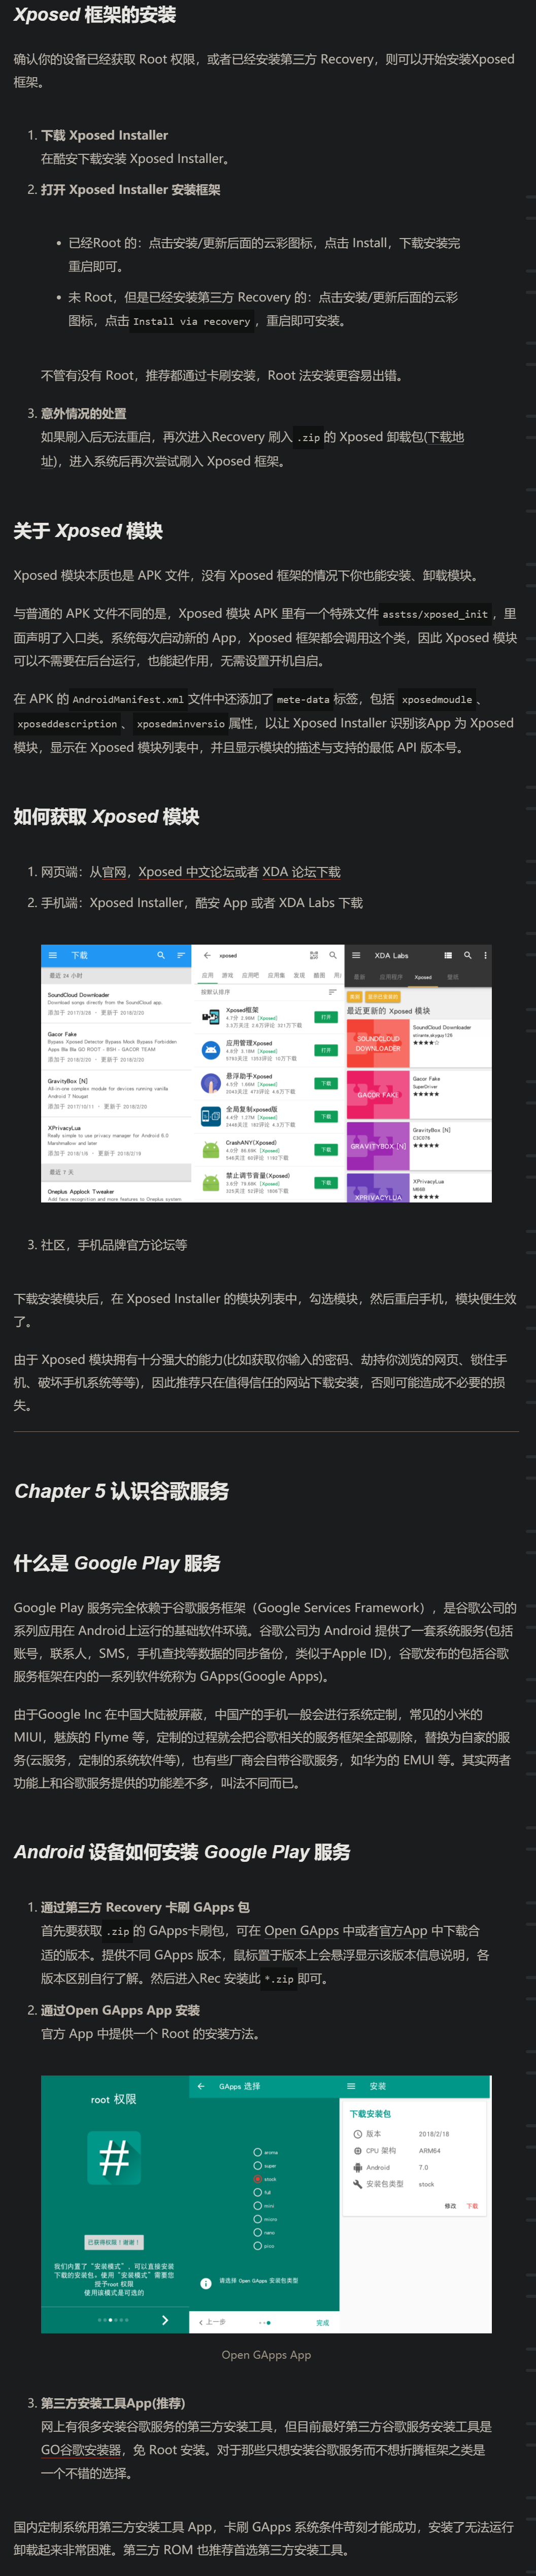 Xposed 框架的安装
确认你的设备已经获取 Root 权限，或者已经安装第三方 Recovery，则可以开始安装Xposed
框架。
1. 下载 Xposed Installer
在酷安下载安装 Xposed Installer。
2. 打开 Xposed Installer 安装框架
• 已经Root 的：点击安装/更新后面的云彩图标，点击 Install，下载安装完
重启即可。
• 未 Root，但是已经安装第三方 Recovery 的：点击安装/更新后面的云彩
图标，点击 Install via recovery ，重启即可安装。
不管有没有 Root，推荐都通过卡刷安装，Root 法安装更容易出错。
3. 意外情况的处置
如果刷入后无法重启，再次进入Recovery 刷入 .zip 的 Xposed 卸载包(下载地
址)，进入系统后再次尝试刷入 Xposed 框架。
关于 Xposed 模块
Xposed 模块本质也是 APK 文件，没有 Xposed 框架的情况下你也能安装、卸载模块。
与普通的 APK 文件不同的是，Xposed 模块 APK 里有一个特殊文件 asstss/xposed_init ，里
面声明了入口类。系统每次启动新的 App，Xposed 框架都会调用这个类，因此 Xposed 模块
可以不需要在后台运行，也能起作用，无需设置开机自启。
在 APK 的 AndroidManifest.xml 文件中还添加了 mete-data 标签，包括 xposedmoudle 、
xposeddescription 、 xposedminversio 属性，以让 Xposed Installer 识别该App 为 Xposed
模块，显示在 Xposed 模块列表中，并且显示模块的描述与支持的最低 API 版本号。
如何获取 Xposed 模块
1. 网页端：从官网，Xposed 中文论坛或者 XDA 论坛下载
2. 手机端：Xposed Installer，酷安 App 或者 XDA Labs 下载
下载
最近 24 小时
SoundCloud Downloader
Download songs directly from the SoundCloud app.
添加于 2017/3/28 · 更新于 2018/2/20
Gacor Fake
添加于 2018/2/20 · 更新于 2018/2/20
GravityBox [N]
All-in-one module for devices running vanilla
Android 7 Nougat
添加于 2017/10/11 · 更新于 2018/2/20
XPrivacyLua
Really simple to use privacy manager for Android 6.0
Marshmallow and later
添加于 2018/1/6 · 更新于 2018/2/19
最近 7 天
Oneplus Applock Tweaker
Add face recognition and more features to Oneplus system
xposed
应用 游戏 应用吧 应用集 发现 酷图 用户
按默认排序
Xposed框架
打开
应用管理Xposed
打开
悬浮助手Xposed
下载
全局复制xposed版
下载
CrashANY(Xposed)
下载
禁止调节音量(Xposed)
下载
XDA Labs
最新 应用程序 Xposed 壁纸
最近更新的 Xposed 模块
SOUNDCLOUD
DOWNLOADER
SoundCloud Downloader
★★★★☆
GACOR FAKE
Gacor Fake
SuperDriver
★★★★★
GRAVITYBOX [N]
GravityBox [N]
C3C076
★★★★★
XPRIVACYLUA
XPrivacyLua
M66B
★★★★★
3. 社区，手机品牌官方论坛等
下载安装模块后，在 Xposed Installer 的模块列表中，勾选模块，然后重启手机，模块便生效
了。
由于 Xposed 模块拥有十分强大的能力(比如获取你输入的密码、劫持你浏览的网页、锁住手
机、破坏手机系统等等)，因此推荐只在值得信任的网站下载安装，否则可能造成不必要的损
失。
Chapter 5 认识谷歌服务
什么是 Google Play 服务
Google Play 服务完全依赖于谷歌服务框架（Google Services Framework），是谷歌公司的
系列应用在 Android上运行的基础软件环境。谷歌公司为 Android 提供了一套系统服务(包括
账号，联系人，SMS，手机查找等数据的同步备份，类似于Apple ID)，谷歌发布的包括谷歌
服务框架在内的一系列软件统称为 GApps(Google Apps)。
由于Google Inc 在中国大陆被屏蔽，中国产的手机一般会进行系统定制，常见的小米的
MIUI，魅族的 Flyme 等，定制的过程就会把谷歌相关的服务框架全部剔除，替换为自家的服
务(云服务，定制的系统软件等)，也有些厂商会自带谷歌服务，如华为的 EMUI 等。其实两者
功能上和谷歌服务提供的功能差不多，叫法不同而已。
Android 设备如何安装 Google Play 服务
1. 通过第三方 Recovery 卡刷 GApps 包
首先要获取 .zip 的 GApps卡刷包，可在 Open GApps 中或者官方App 中下载合
适的版本。提供不同 GApps 版本，鼠标置于版本上会悬浮显示该版本信息说明，各
版本区别自行了解。然后进入Rec 安装此 *.zip 即可。
2. 通过Open GApps App 安装
官方 App 中提供一个 Root 的安装方法。
root 权限
#
已获得权限！谢谢！
我们内置了“安装模式”，可以直接安装
下载的安装包。使用“安装模式”需要您
授予root 权限
使用该模式是可选的
GApps 选择
aroma
super
stock
full
mini
micro
nano
pico
请选择 Open GApps 安装包类型
上一步
完成
安装
下载安装包
版本 2018/2/18
CPU 架构 ARM64
Android 7.0
安装包类型 stock
修改 下载
Open GApps App
3. 第三方安装工具App(推荐)
网上有很多安装谷歌服务的第三方安装工具，但目前最好第三方谷歌服务安装工具是
GO谷歌安装器，免 Root 安装。对于那些只想安装谷歌服务而不想折腾框架之类是
一个不错的选择。
国内定制系统用第三方安装工具 App，卡刷 GApps 系统条件苛刻才能成功，安装了无法运行
卸载起来非常困难。第三方 ROM 也推荐首选第三方安装工具。